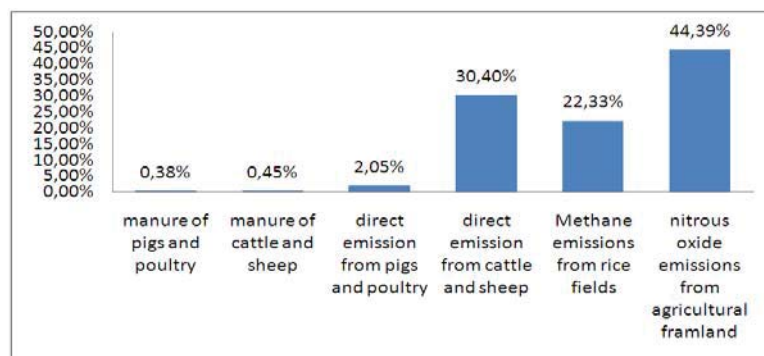 50,00%
45,00%
40,00%
35,00%
30,00%
25,00%
20,00%
15,00%
10,00%
5,00%
0,00%
0,38%
0,45%
2,05%
30,40%
22,33%
44,39%
manure of
pigs and
poultry
manure of
cattle and
sheep
direct
emission
from pigs
and poultry
direct
emission
from cattle
and sheep
Methane
emissions
from rice
fields
nitrous
oxide
emissions
from
agricultural
framland